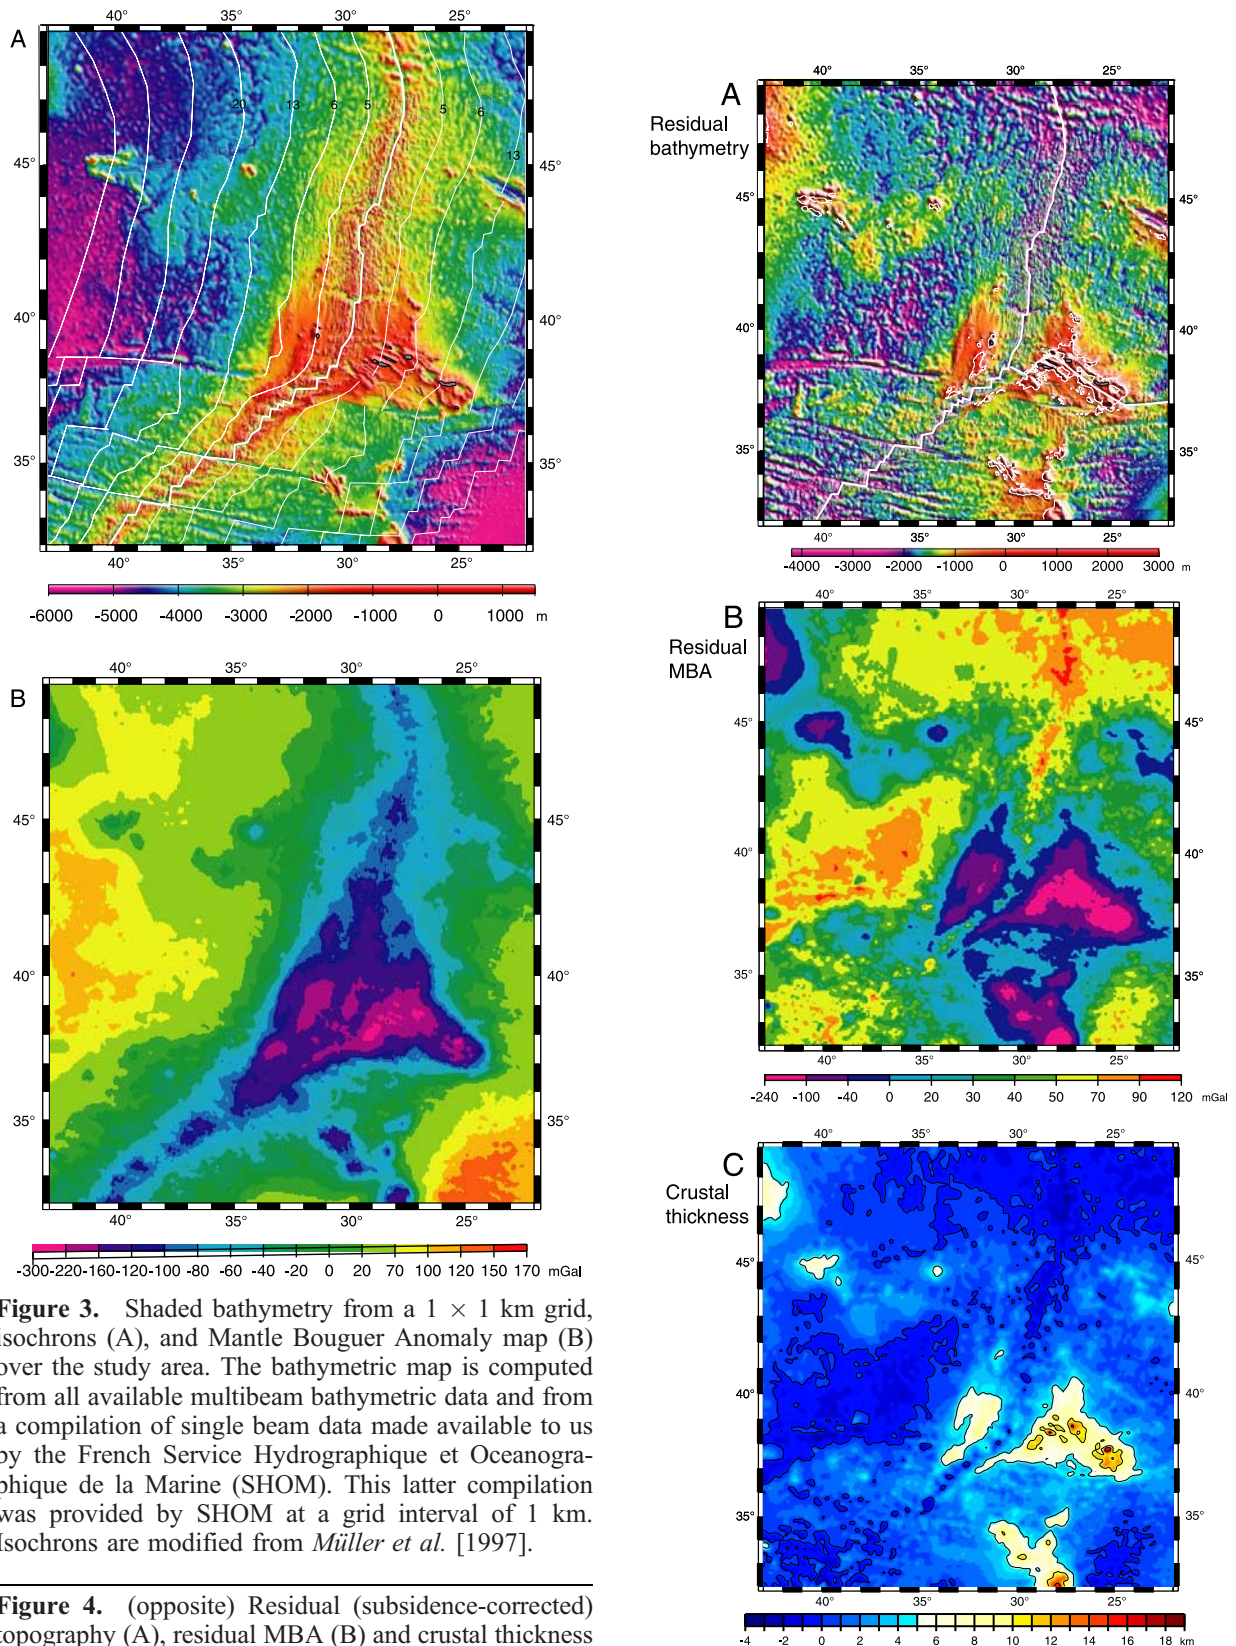 40° 35° 30° 25°
A
20 13 6 5 5 6 13
45° 45°
40° 40°
35° 35°
40° 35° 30° 25°
-6000 -5000 -4000 -3000 -2000 -1000 0 1000 m
40° 35° 30° 25°
B
45° 45°
40° 40°
35° 35°
40° 35° 30° 25°
-300 -220 -160 -120 -100 -80 -60 -40 -20 0 20 70 100 120 150 170 mGal
Figure 3. Shaded bathymetry from a 1 × 1 km grid,
isochrons (A), and Mantle Bouguer Anomaly map (B)
over the study area. The bathymetric map is computed
from all available multibeam bathymetric data and from
a compilation of single beam data made available to us
by the French Service Hydrographique et Oceanogra-
phique de la Marine (SHOM). This latter compilation
was provided by SHOM at a grid interval of 1 km.
Isochrons are modified from Müller et al. [1997].
Figure 4. (opposite) Residual (subsidence-corrected)
topography (A), residual MBA (B) and crustal thickness
40° 35° 30° 25°
A
Residual
bathymetry
45° 45°
40° 40°
35° 35°
40° 35° 30° 25°
-4000 -3000 -2000 -1000 0 1000 2000 3000 m
40° 35° 30° 25°
B
Residual
MBA
45° 45°
40° 40°
35° 35°
40° 35° 30° 25°
-240 -100 -40 0 20 30 40 50 70 90 120 mGal
40° 35° 30° 25°
C
Crustal
thickness
45° 45°
40° 40°
35° 35°
40° 35° 30° 25°
-4 -2 0 2 4 6 8 10 12 14 16 18 km